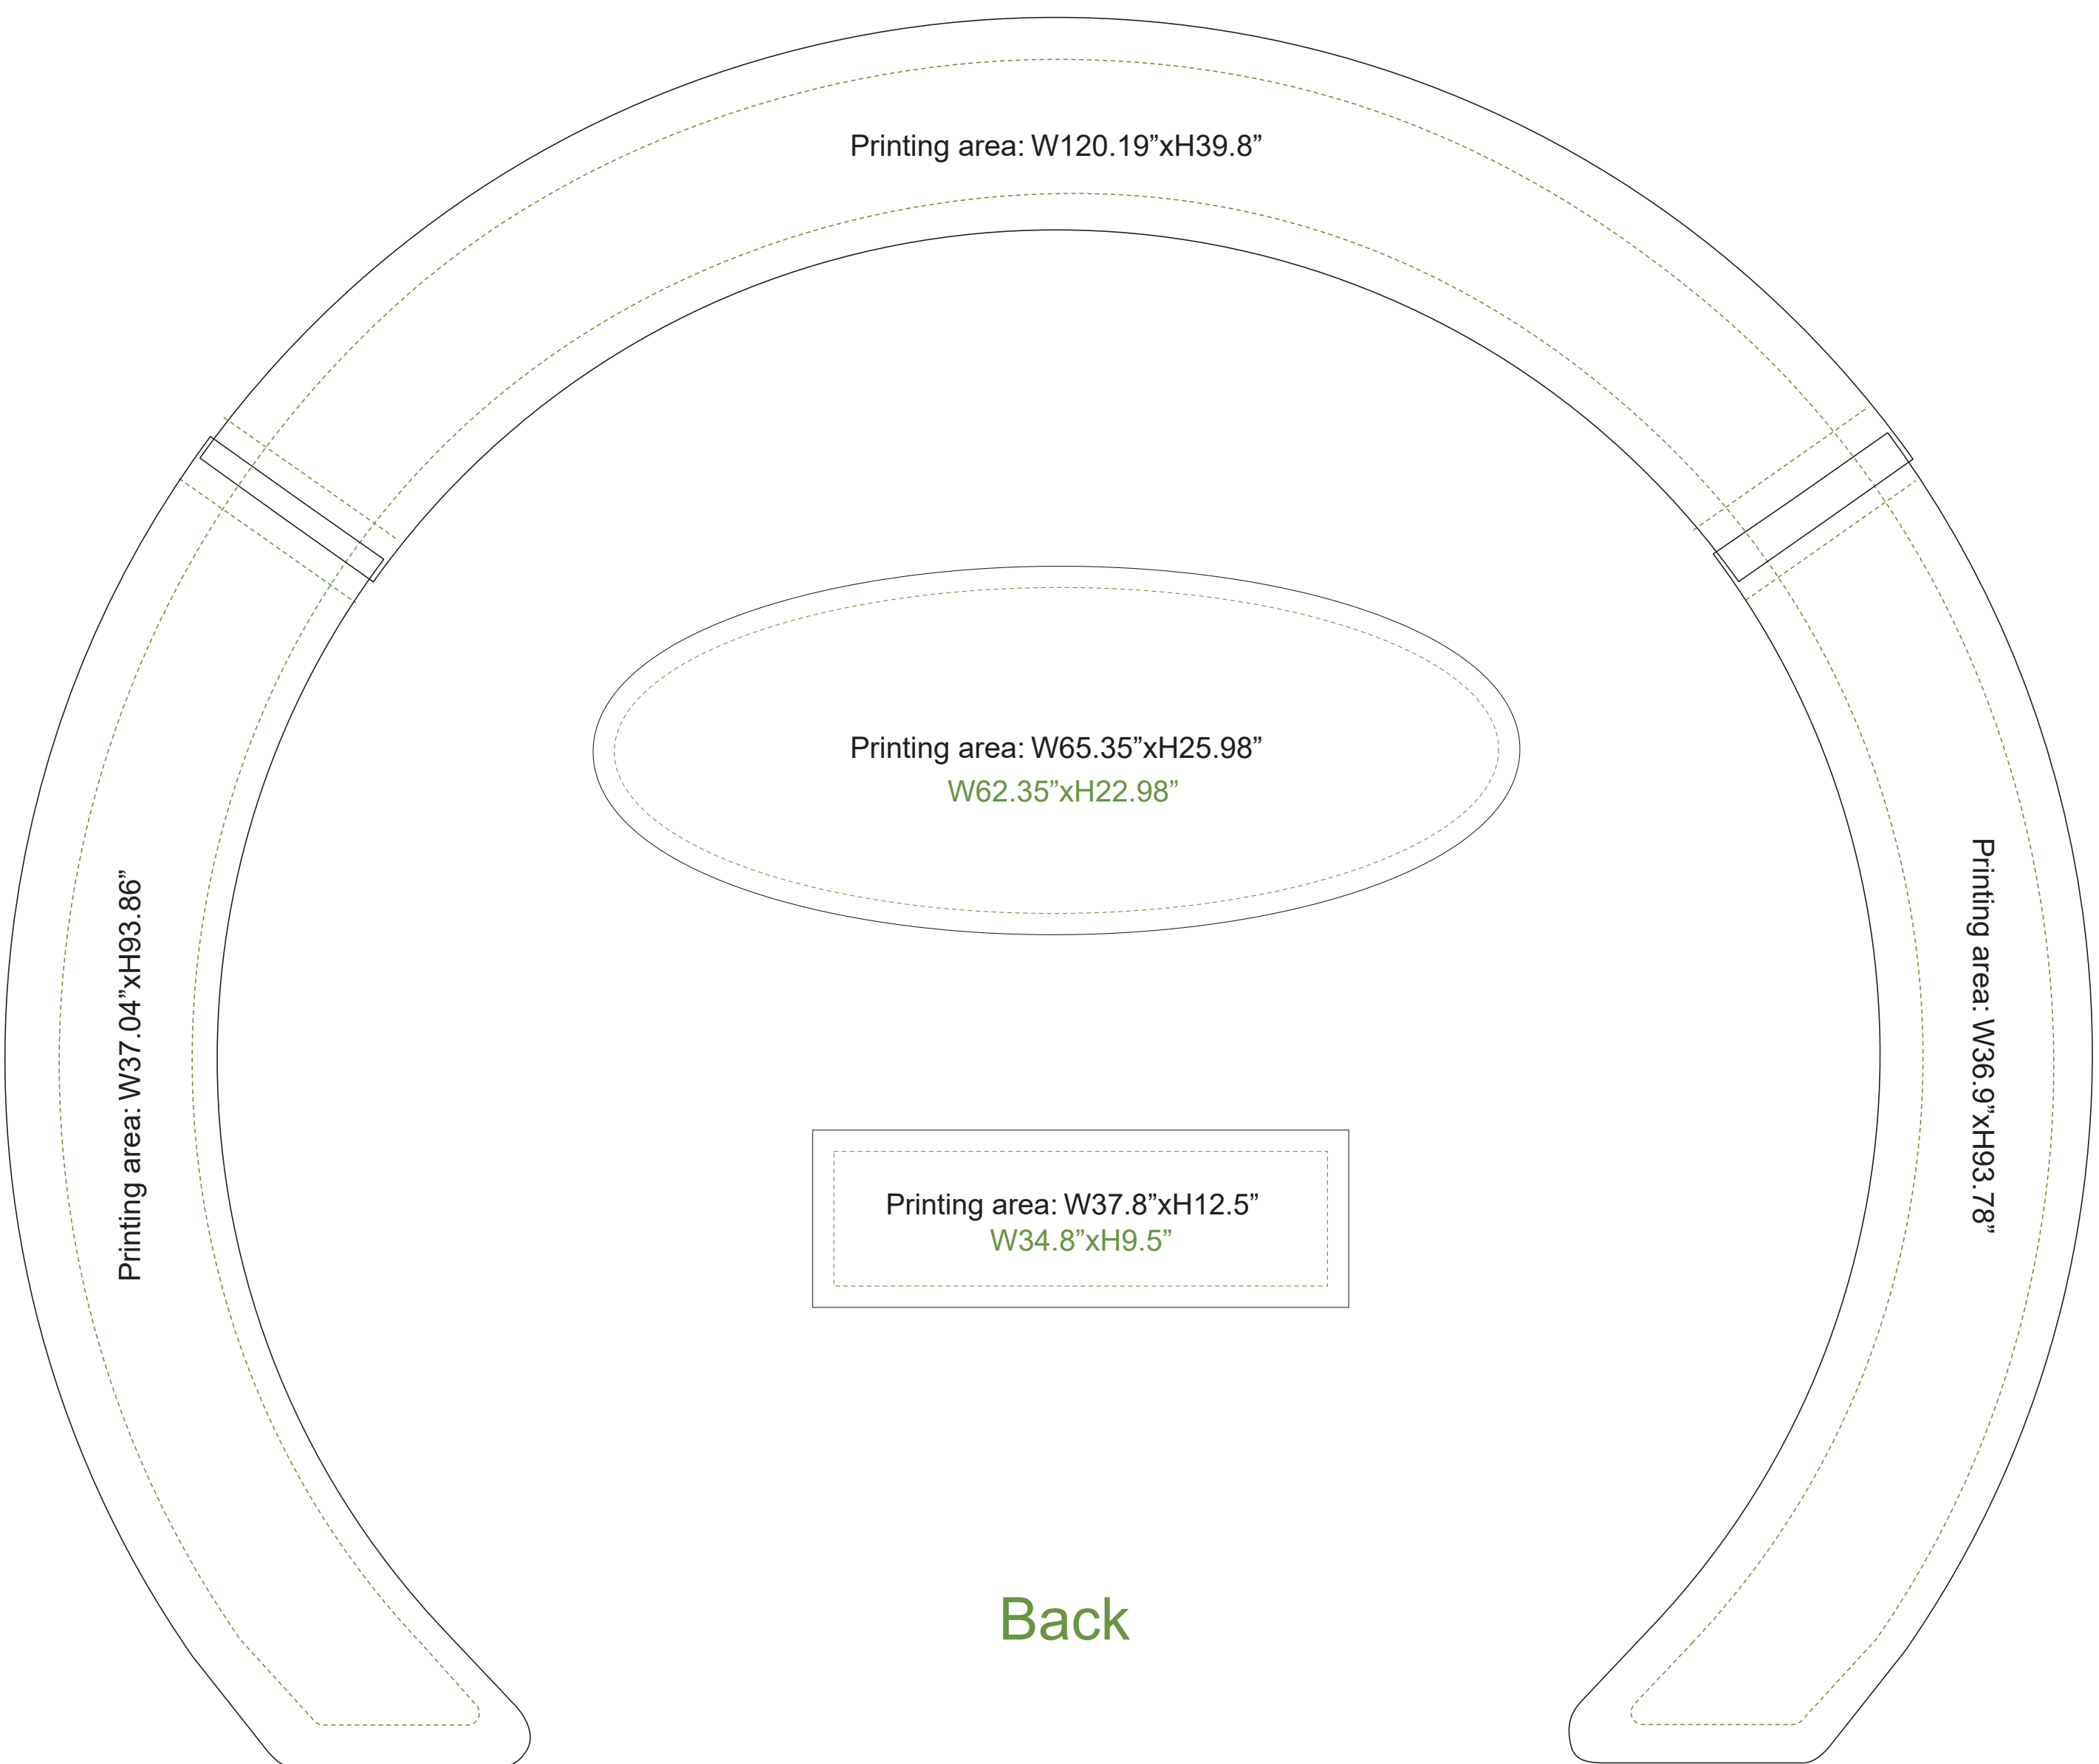 Printing area: W120.19”xH39.8”
Printing area: W65.35”xH25.98”
W62.35”xH22.98”
Printing area: W37.04”xH93.86”
Printing area: W36.9”xH93.78”
Printing area: W37.8”xH12.5”
W34.8”xH9.5”
Back